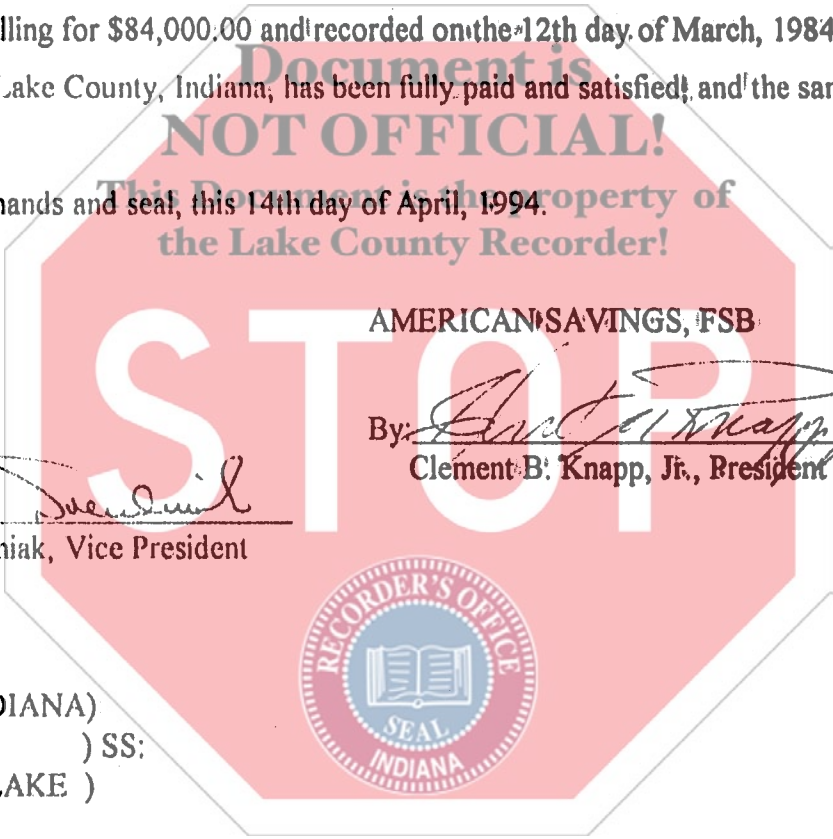 lling for $84,000.00 and recorded on the 12th day of March, 1984
Document is
Lake County, Indiana, has been fully paid and satisfied, and the sam
NOT OFFICIAL!
This Document is the property of
hands and seal, this 14th day of April, 1994.
the Lake County Recorder!
STOP
AMERICAN SAVINGS, FSB
By:
Clement B. Knapp, Jr., President
niak, Vice President
RECORDER'S OFFICE
SEAL
INDIANA
DIANA)
) SS:
LAKE )